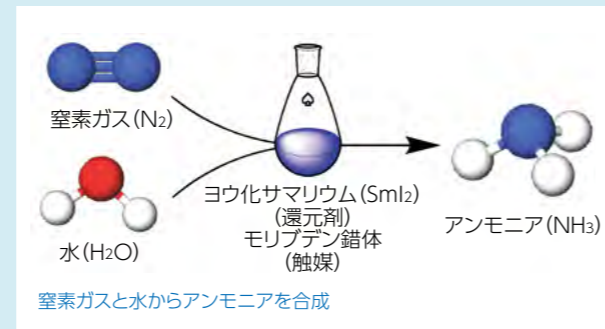 窒素ガス(N2)
水(H2O)
ヨウ化サマリウム(SmI2)
(還元剤)
モリブデン錯体
(触媒)
アンモニア(NH3)
窒素ガスと水からアンモニアを合成